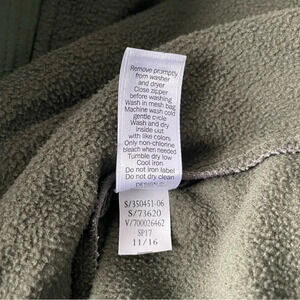 Remove promptly
from washer
and dryer
Close zipper
before washing
Wash in mesh bag
Machine wash cold
gentle cycle
Wash and dry
inside out
with like colors
Only non-chlorine
bleach when needed
Tumble dry low
Cool iron
Do not iron label
Do not dry clean
S/350451-06
S/73620
V/700026462
SP17
11/16